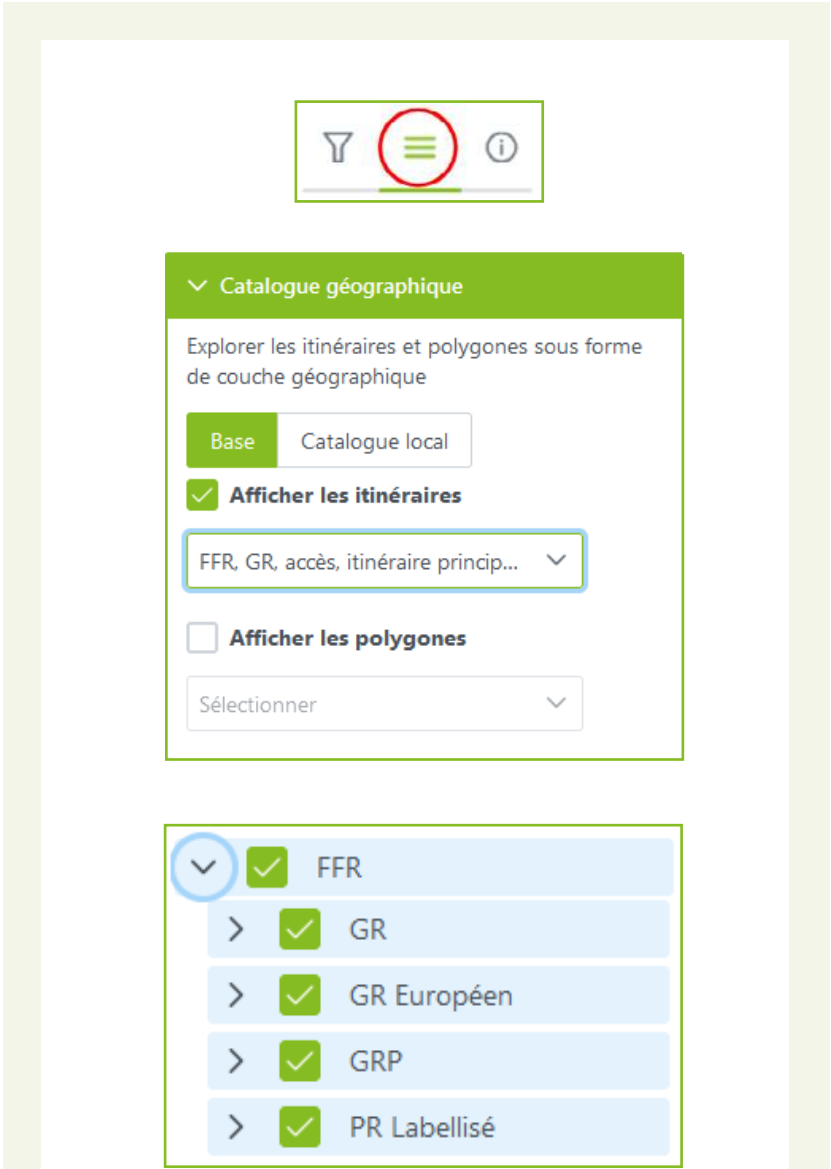 Catalogue géographique
Explorer les itinéraires et polygones sous forme
de couche géographique
Base
Catalogue local
Afficher les itinéraires
FFR, GR, accès, itinéraire princip...
Afficher les polygones
Sélectionner
FFR
GR
GR Européen
GRP
PR Labellisé